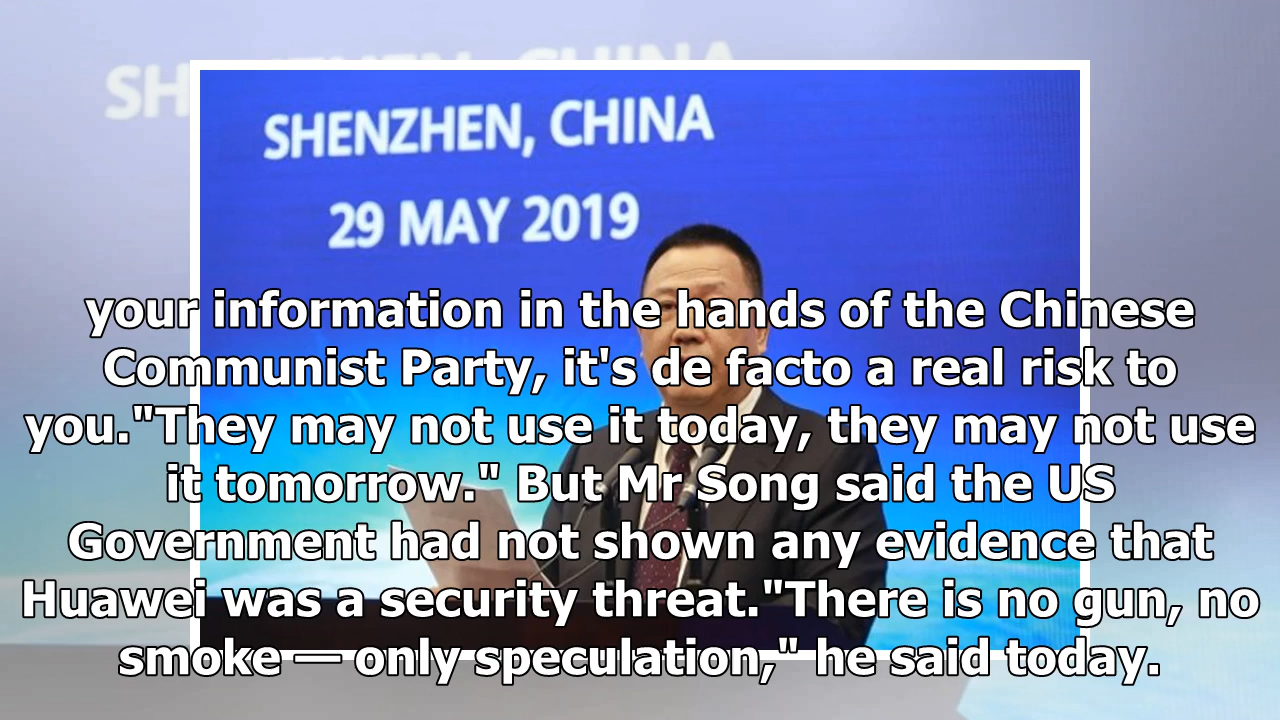 SHENZHEN, CHINA
29 MAY 2019
your information in the hands of the Chinese
Communist Party, it's de facto a real risk to
you."They may not use it today, they may not use
it tomorrow." But Mr Song said the US
Government had not shown any evidence that
Huawei was a security threat."There is no gun, no
smoke — only speculation," he said today.